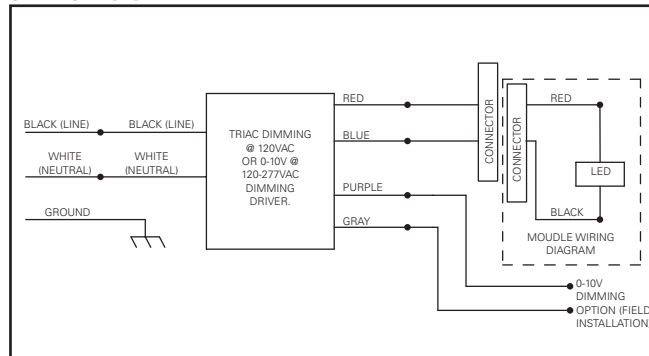 BLACK (LINE)
BLACK (LINE)
WHITE
(NEUTRAL)
WHITE
(NEUTRAL)
GROUND
TRIAC DIMMING
@ 120VAC
OR 0-10V @
120-277VAC
DIMMING
DRIVER.
RED
BLUE
PURPLE
GRAY
CONNECTOR
CONNECTOR
RED
LED
BLACK
MOUDLE WIRING
DIAGRAM
0-10V
DIMMING
OPTION (FIELD
INSTALLATION)